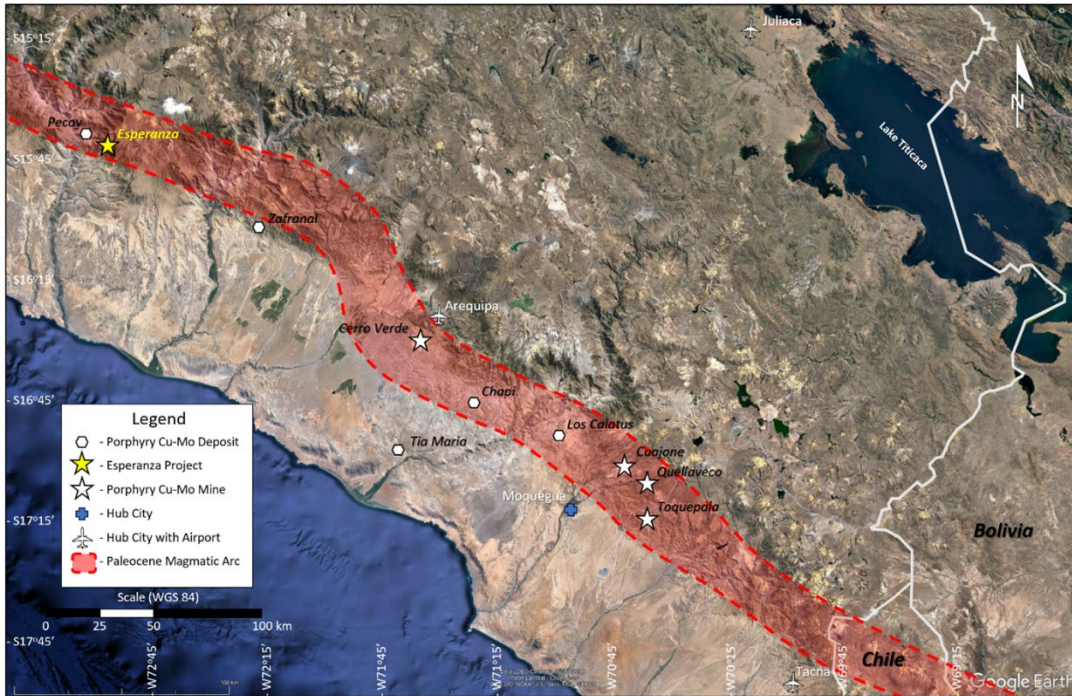 S15°15'
Juliaca
N
Pecoy
Esperanza
S15°45'
Lake Titicaca
Zafranal
S16°15'
Arequipa
Cerro Verde
S16°45'
Chapi
Los Calatus
Tia Maria
Cuajone
Quellaveco
Moquegua
Toquepala
S17°15'
Bolivia
Legend
- Porphyry Cu-Mo Deposit
- Esperanza Project
- Porphyry Cu-Mo Mine
- Hub City
- Hub City with Airport
- Paleocene Magmatic Arc
Scale (WGS 84)
0 25 50 100 km
S17°45'
W72°45'
W72°15'
W71°45'
W71°15'
W70°45'
W70°15'
W69°45'
W69°15'
Chile
Tacna
Google Earth